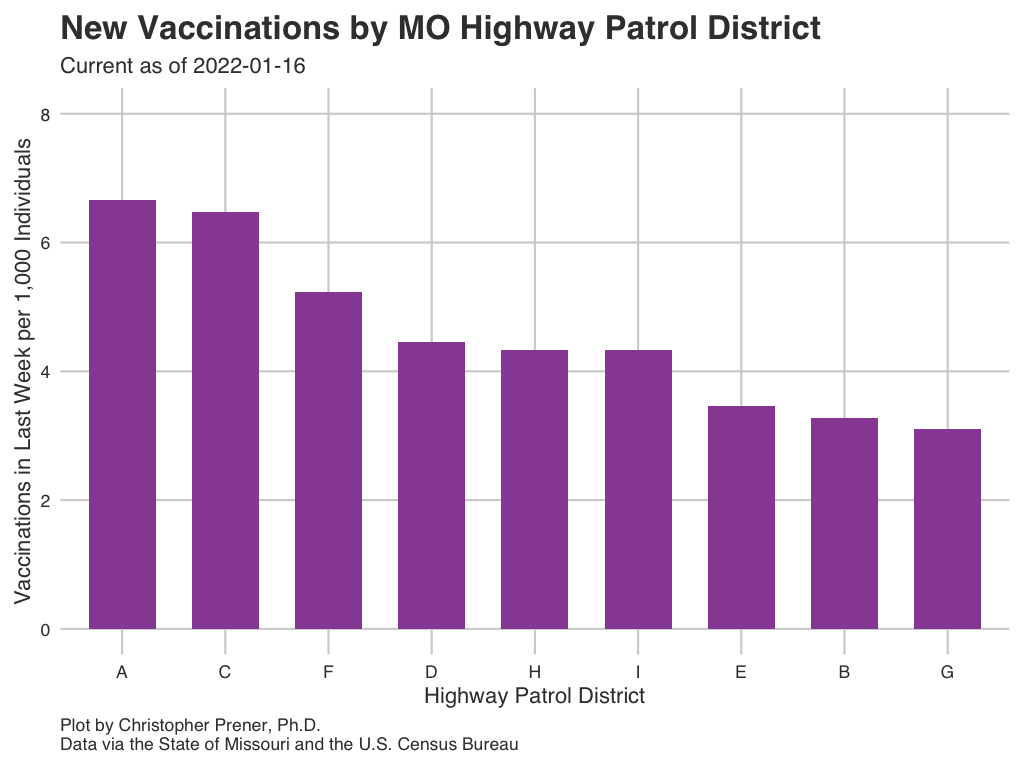 New Vaccinations by MO Highway Patrol District
Current as of 2022-01-16
Vaccinations in Last Week per 1,000 Individuals
8
6
4
2
0
A C F D H I E B G
Highway Patrol District
Plot by Christopher Prener, Ph.D.
Data via the State of Missouri and the U.S. Census Bureau